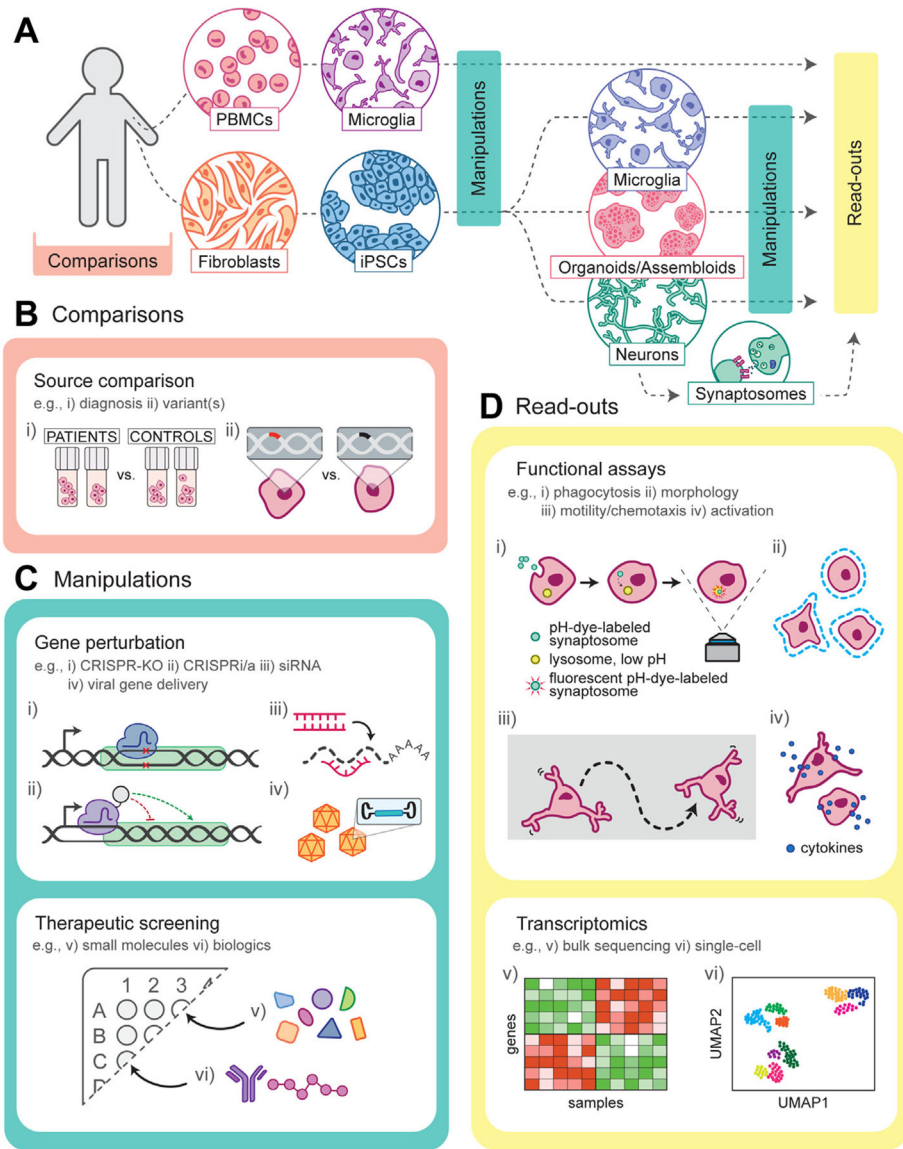 A
PBMCs
Microglia
Fibroblasts
iPSCs
Comparisons
Manipulations
Microglia
Organoids/Assembloids
Neurons
Synaptosomes
Manipulations
Read-outs
B Comparisons
Source comparison
e.g., i) diagnosis ii) variant(s)
i) PATIENTS CONTROLS ii)
vs. vs.
C Manipulations
Gene perturbation
e.g., i) CRISPR-KO ii) CRISPRi/a iii) siRNA
iv) viral gene delivery
i) iii)
AAAAA
ii) iv)
Therapeutic screening
e.g., v) small molecules vi) biologics
1 2 3 4
A
B
C
D
v)
vi)
D Read-outs
Functional assays
e.g., i) phagocytosis ii) morphology
iii) motility/chemotaxis iv) activation
i) ii)
pH-dye-labeled
synaptosome
lysosome, low pH
fluorescent pH-dye-labeled
synaptosome
iii) iv)
cytokines
Transcriptomics
e.g., v) bulk sequencing vi) single-cell
v) vi)
genes
samples
UMAP2
UMAP1